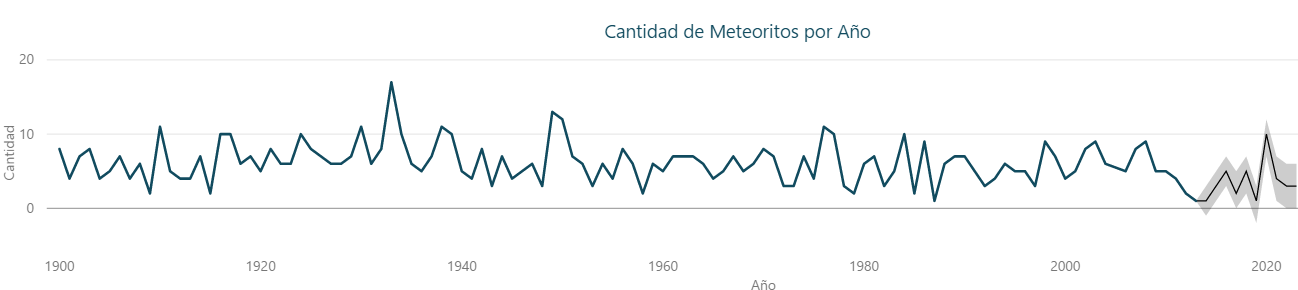 Cantidad de Meteoritos por Año
20
10
0
Cantidad
1900 1920 1940 1960 1980 2000 2020
Año